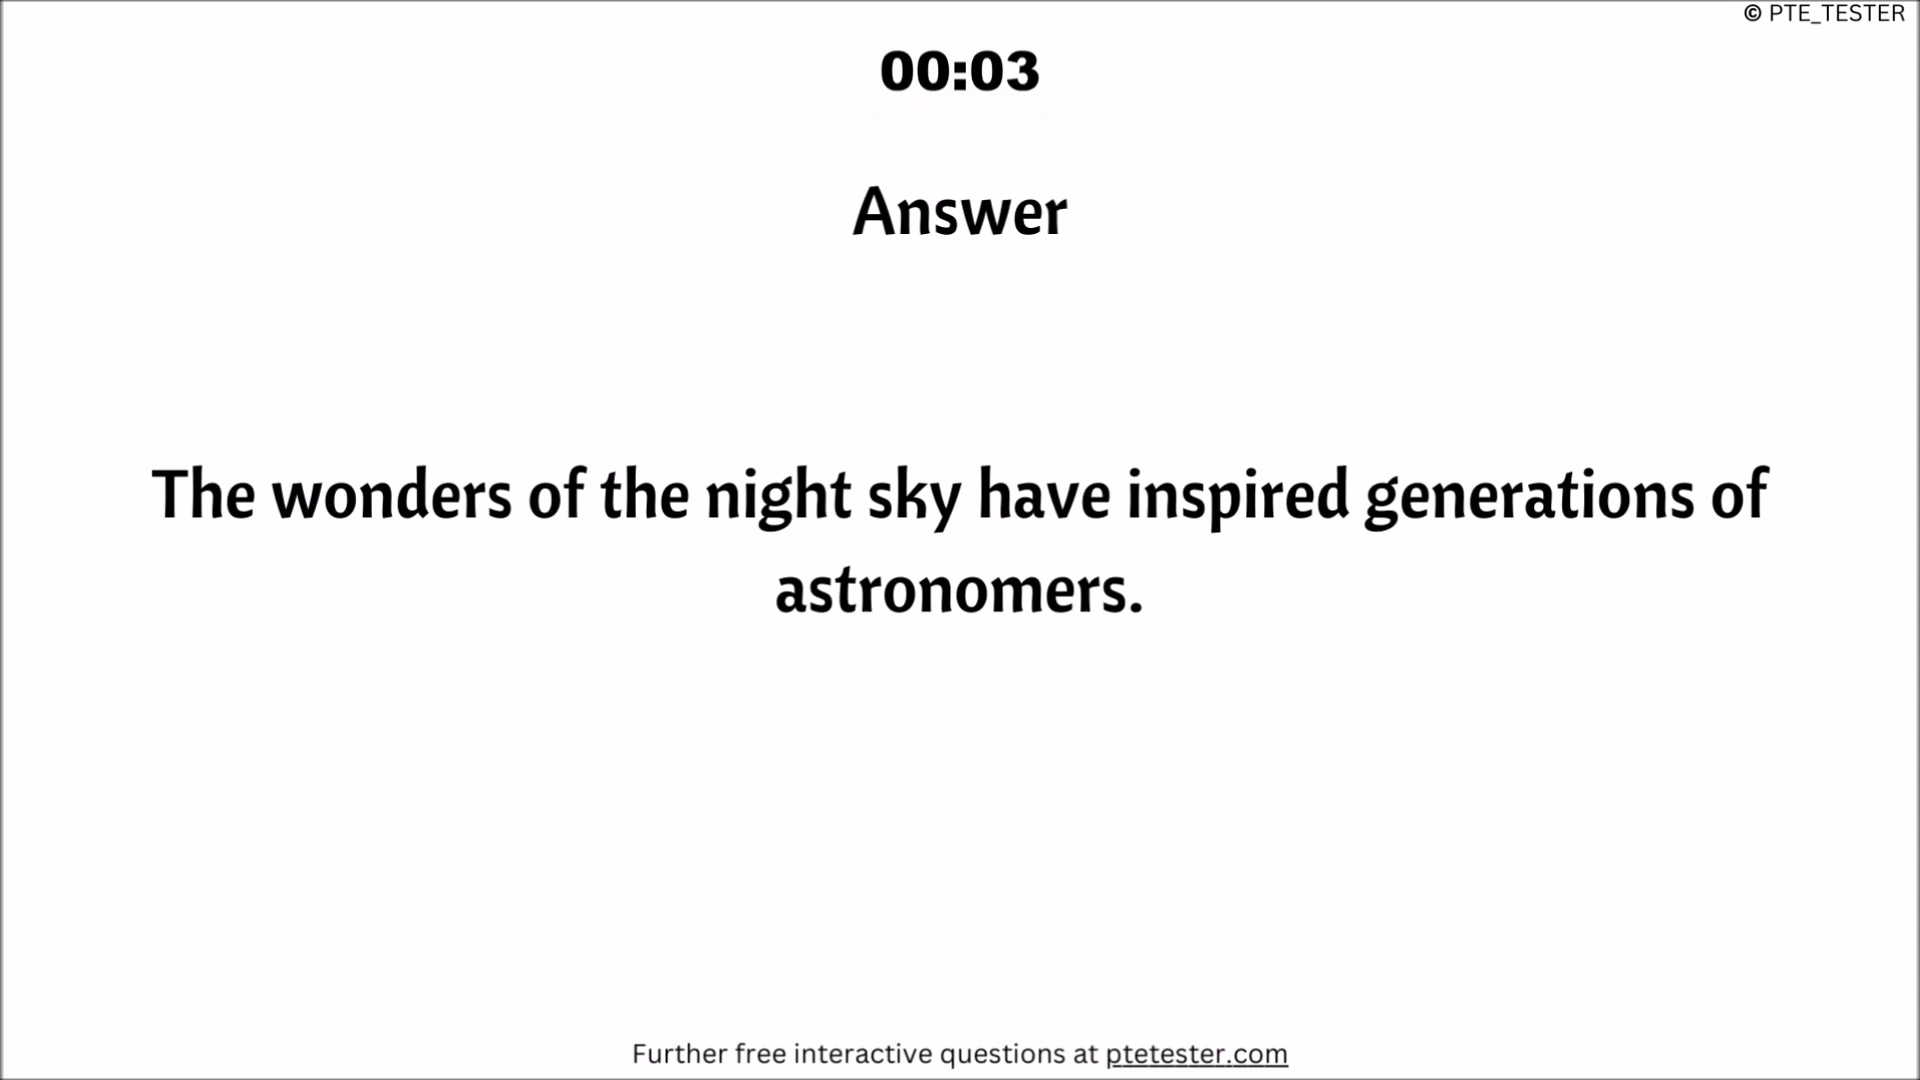 © PTE_TESTER
00:03
Answer
The wonders of the night sky have inspired generations of
astronomers.
Further free interactive questions at ptetester.com